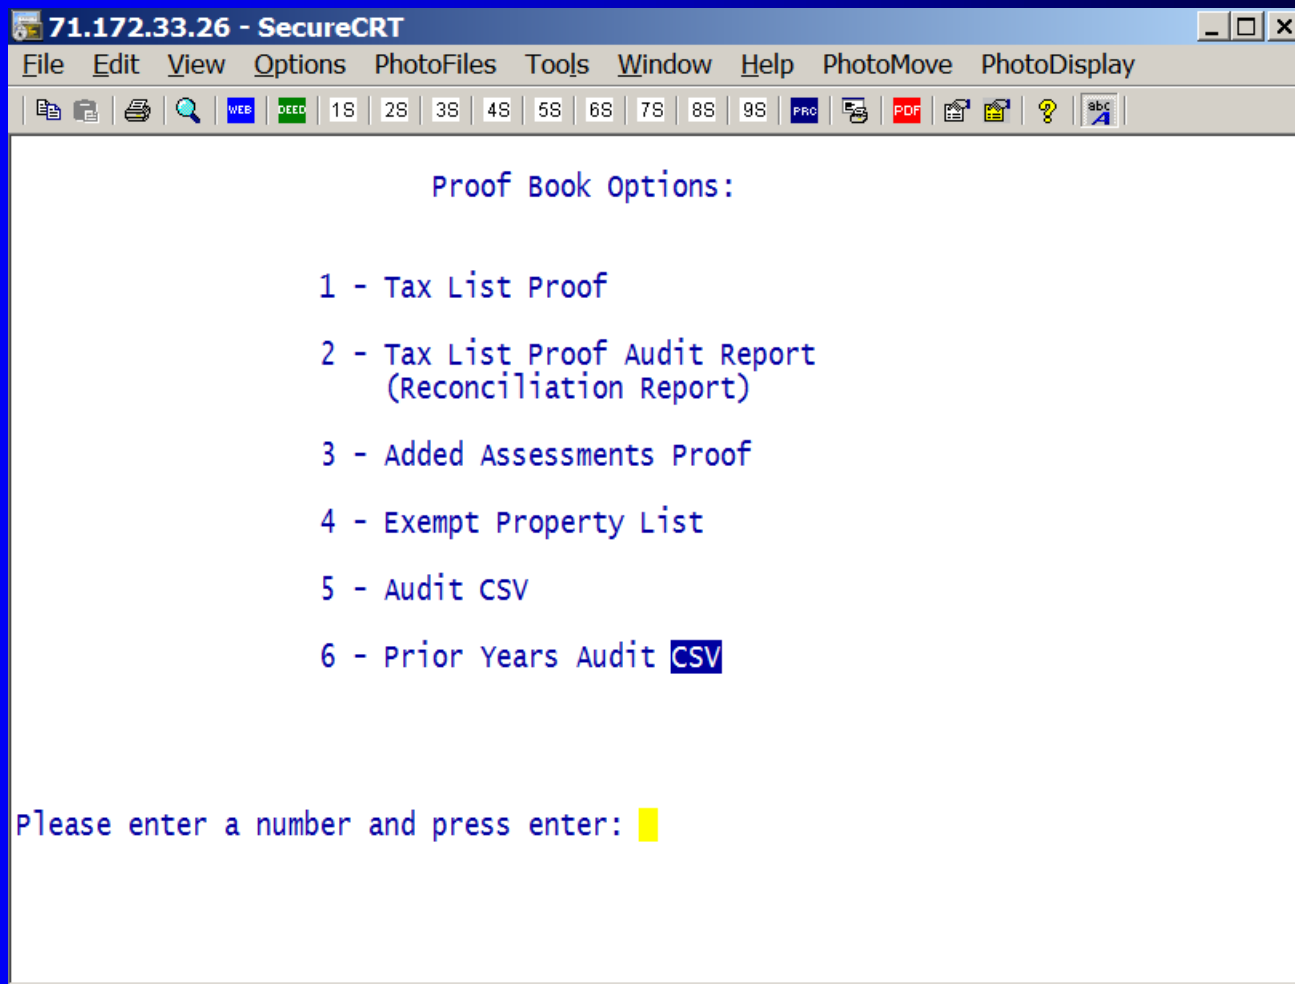 71.172.33.26 - SecureCRT
File Edit View Options PhotoFiles Tools Window Help PhotoMove PhotoDisplay
WEB DEED 1S 2S 3S 4S 5S 6S 7S 8S 9S PRC PDF ? abc A
Proof Book Options:
1 - Tax List Proof
2 - Tax List Proof Audit Report
(Reconciliation Report)
3 - Added Assessments Proof
4 - Exempt Property List
5 - Audit CSV
6 - Prior Years Audit CSV
Please enter a number and press enter: